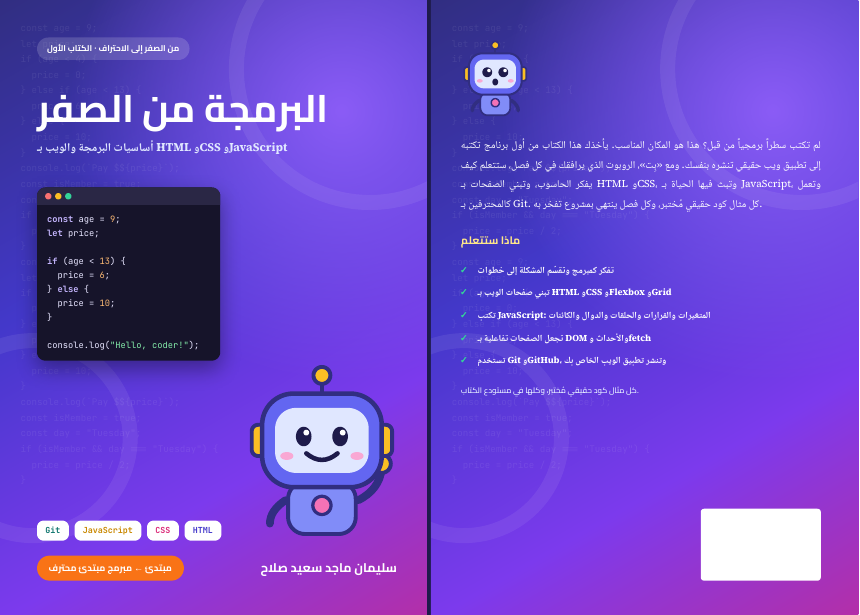 من الصفر إلى الاحتراف · الكتاب الأول
البرمجة من الصفر
أساسيات البرمجة والويب بـ HTML وCSS وJavaScript
const age = 9;
let price;
if (age < 13) {
price = 6;
} else {
price = 10;
}
console.log("Hello, coder!");
Git
JavaScript
CSS
HTML
مبتدئ ← مبرمج مبتدئ محترف
سليمان ماجد سعيد صلاح
لم تكتب سطراً برمجياً من قبل؟ هذا هو المكان المناسب. يأخذك هذا الكتاب من أول برنامج تكتبه
إلى تطبيق ويب حقيقي تنشره بنفسك. ومع «بِت»، الروبوت الذي يرافقك في كل فصل، ستتعلم كيف
يفكر الحاسوب، وتبني الصفحات بـ HTML وCSS، وتبث فيها الحياة بـ JavaScript، وتعمل
كالمحترفين بـ Git. كل مثال كود حقيقي مُختبر، وكل فصل ينتهي بمشروع تفخر به.
ماذا ستتعلم
✓ تفكر كمبرمج وتقسّم المشكلة إلى خطوات
✓ تبني صفحات الويب بـ HTML وCSS وFlexbox وGrid
✓ تكتب JavaScript: المتغيرات والقرارات والحلقات والدوال والكائنات
✓ تجعل الصفحات تفاعلية بـ DOM والأحداث وfetch
✓ تستخدم Git وGitHub، وتنشر تطبيق الويب الخاص بك
كل مثال كود حقيقي مُختبر، وكلها في مستودع الكتاب.